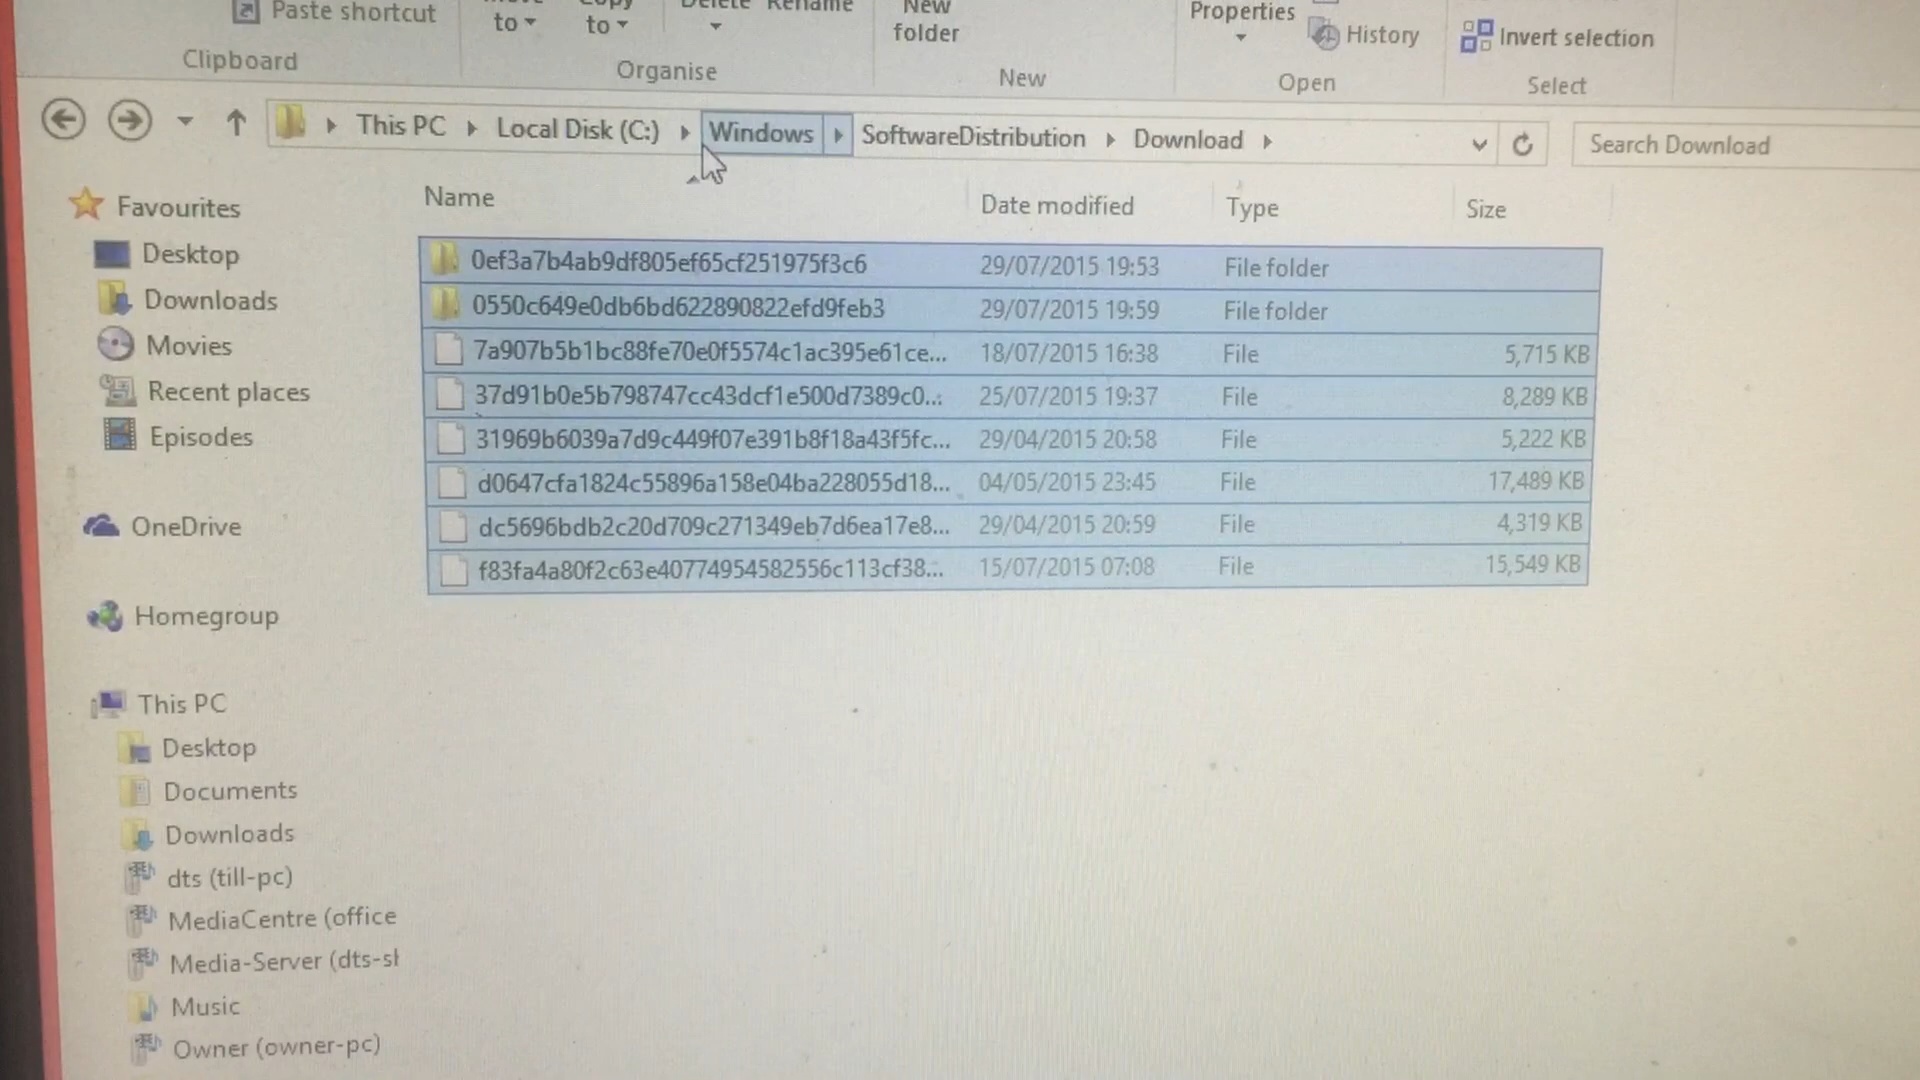 Paste shortcut
Clipboard
to
to
Delete
Rename
Organise
New
folder
New
Properties
History
Open
Invert selection
Select
This PC
Local Disk (C:)
Windows
SoftwareDistribution
Download
Search Download
Name
Date modified
Type
Size
0ef3a7b4ab9df805ef65cf251975f3c6 29/07/2015 19:53 File folder
0550c649e0db6bd622890822efd9feb3 29/07/2015 19:59 File folder
7a907b5b1bc88fe70e0f5574c1ac395e61ce... 18/07/2015 16:38 File 5,715 KB
37d91b0e5b798747cc43dcf1e500d7389c0... 25/07/2015 19:37 File 8,289 KB
31969b6039a7d9c449f07e391b8f18a43f5fc... 29/04/2015 20:58 File 5,222 KB
d0647cfa1824c55896a158e04ba228055d18... 04/05/2015 23:45 File 17,489 KB
dc5696bdb2c20d709c271349eb7d6ea17e8... 29/04/2015 20:59 File 4,319 KB
f83fa4a80f2c63e40774954582556c113cf38... 15/07/2015 07:08 File 15,549 KB
Favourites
Desktop
Downloads
Movies
Recent places
Episodes
OneDrive
Homegroup
This PC
Desktop
Documents
Downloads
dts (till-pc)
MediaCentre (office
Media-Server (dts-sh
Music
Owner (owner-pc)